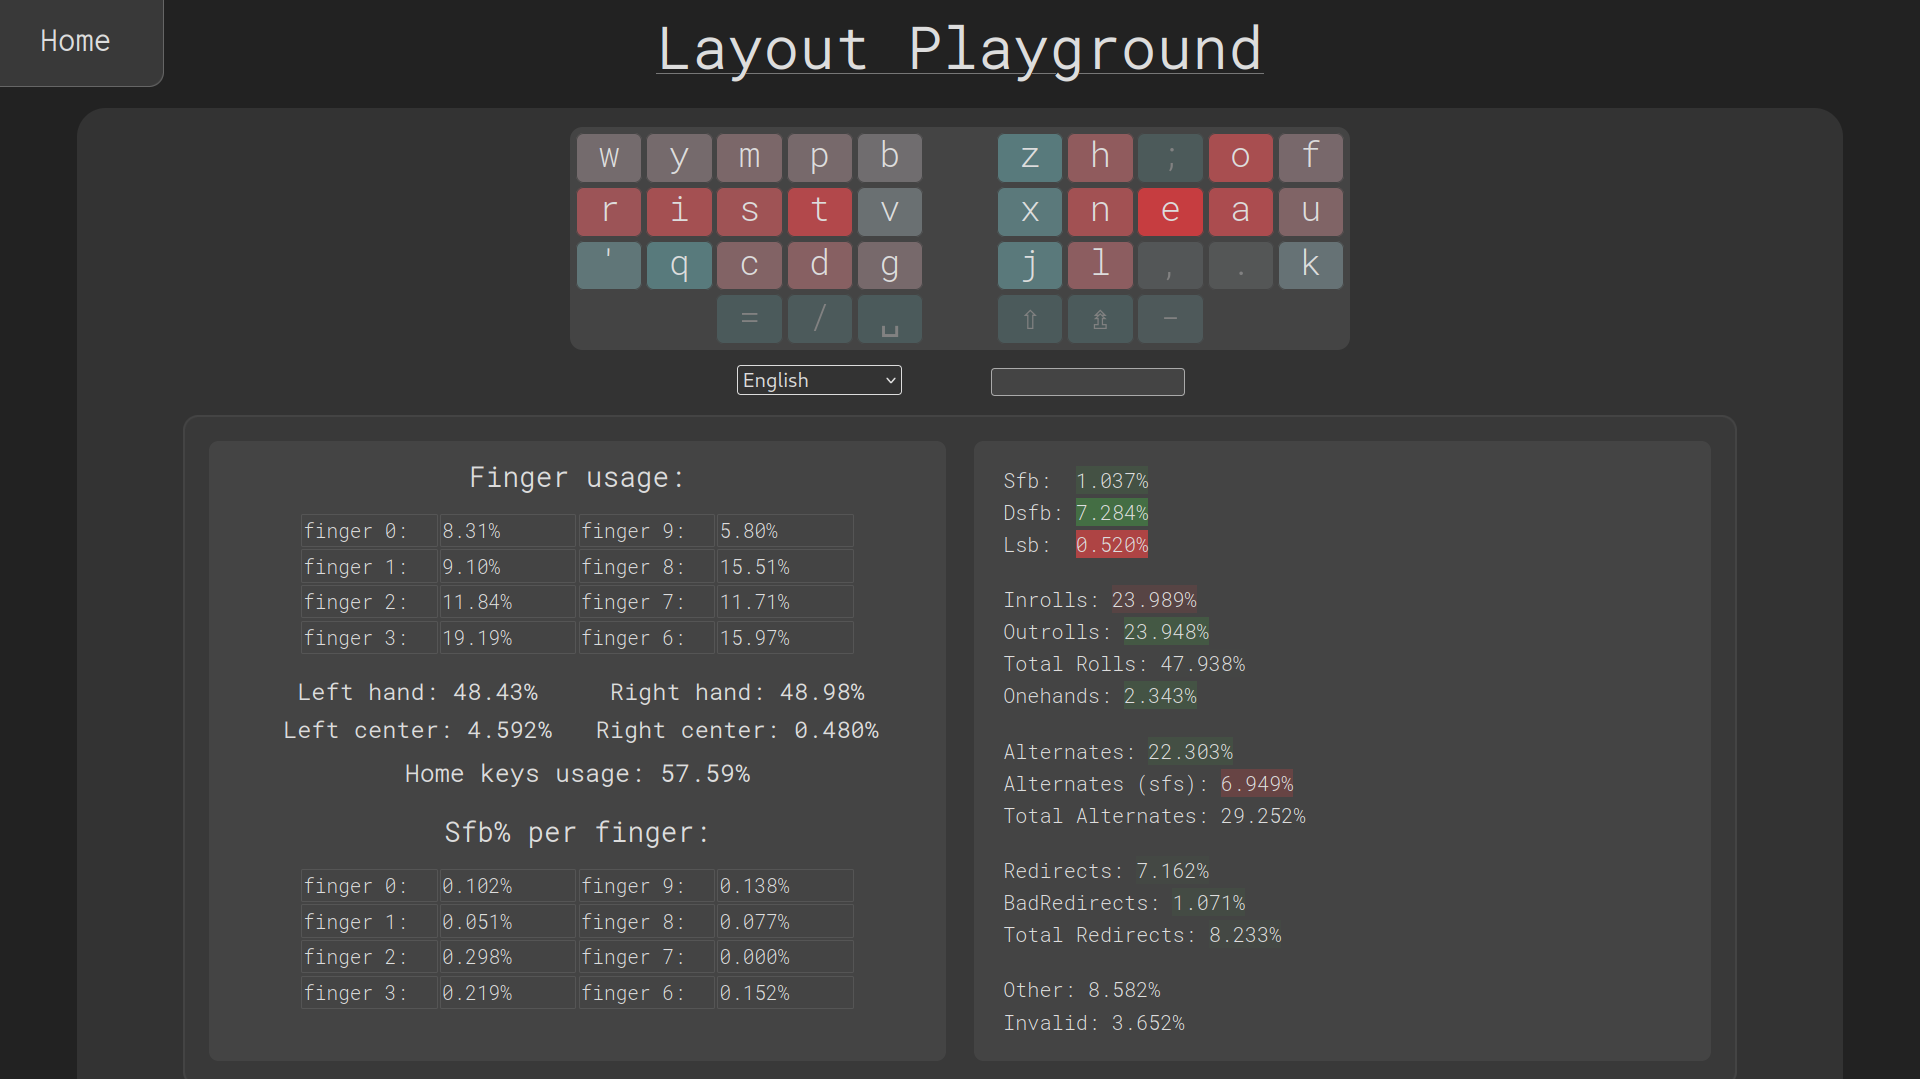 Home
Layout Playground
w y m p b z h ; o f
r i s t v x n e a u
' q c d g j l , . k
= / ␣ ⇧ ⇯ -
English
Finger usage:
finger 0: 8.31% finger 9: 5.80%
finger 1: 9.10% finger 8: 15.51%
finger 2: 11.84% finger 7: 11.71%
finger 3: 19.19% finger 6: 15.97%
Left hand: 48.43% Right hand: 48.98%
Left center: 4.592% Right center: 0.480%
Home keys usage: 57.59%
Sfb% per finger:
finger 0: 0.102% finger 9: 0.138%
finger 1: 0.051% finger 8: 0.077%
finger 2: 0.298% finger 7: 0.000%
finger 3: 0.219% finger 6: 0.152%
Sfb: 1.037%
Dsfb: 7.284%
Lsb: 0.520%
Inrolls: 23.989%
Outrolls: 23.948%
Total Rolls: 47.938%
Onehands: 2.343%
Alternates: 22.303%
Alternates (sfs): 6.949%
Total Alternates: 29.252%
Redirects: 7.162%
BadRedirects: 1.071%
Total Redirects: 8.233%
Other: 8.582%
Invalid: 3.652%